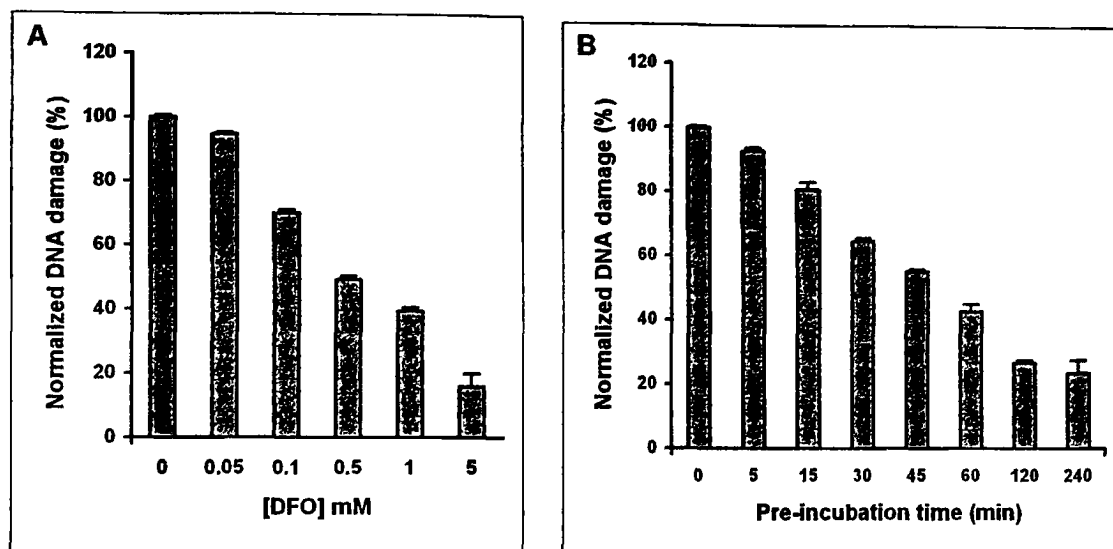 A
Normalized DNA damage (%)
120
100
80
60
40
20
0
0 0.05 0.1 0.5 1 5
[DFO] mM
B
Normalized DNA damage (%)
120
100
80
60
40
20
0
0 5 15 30 45 60 120 240
Pre-incubation time (min)